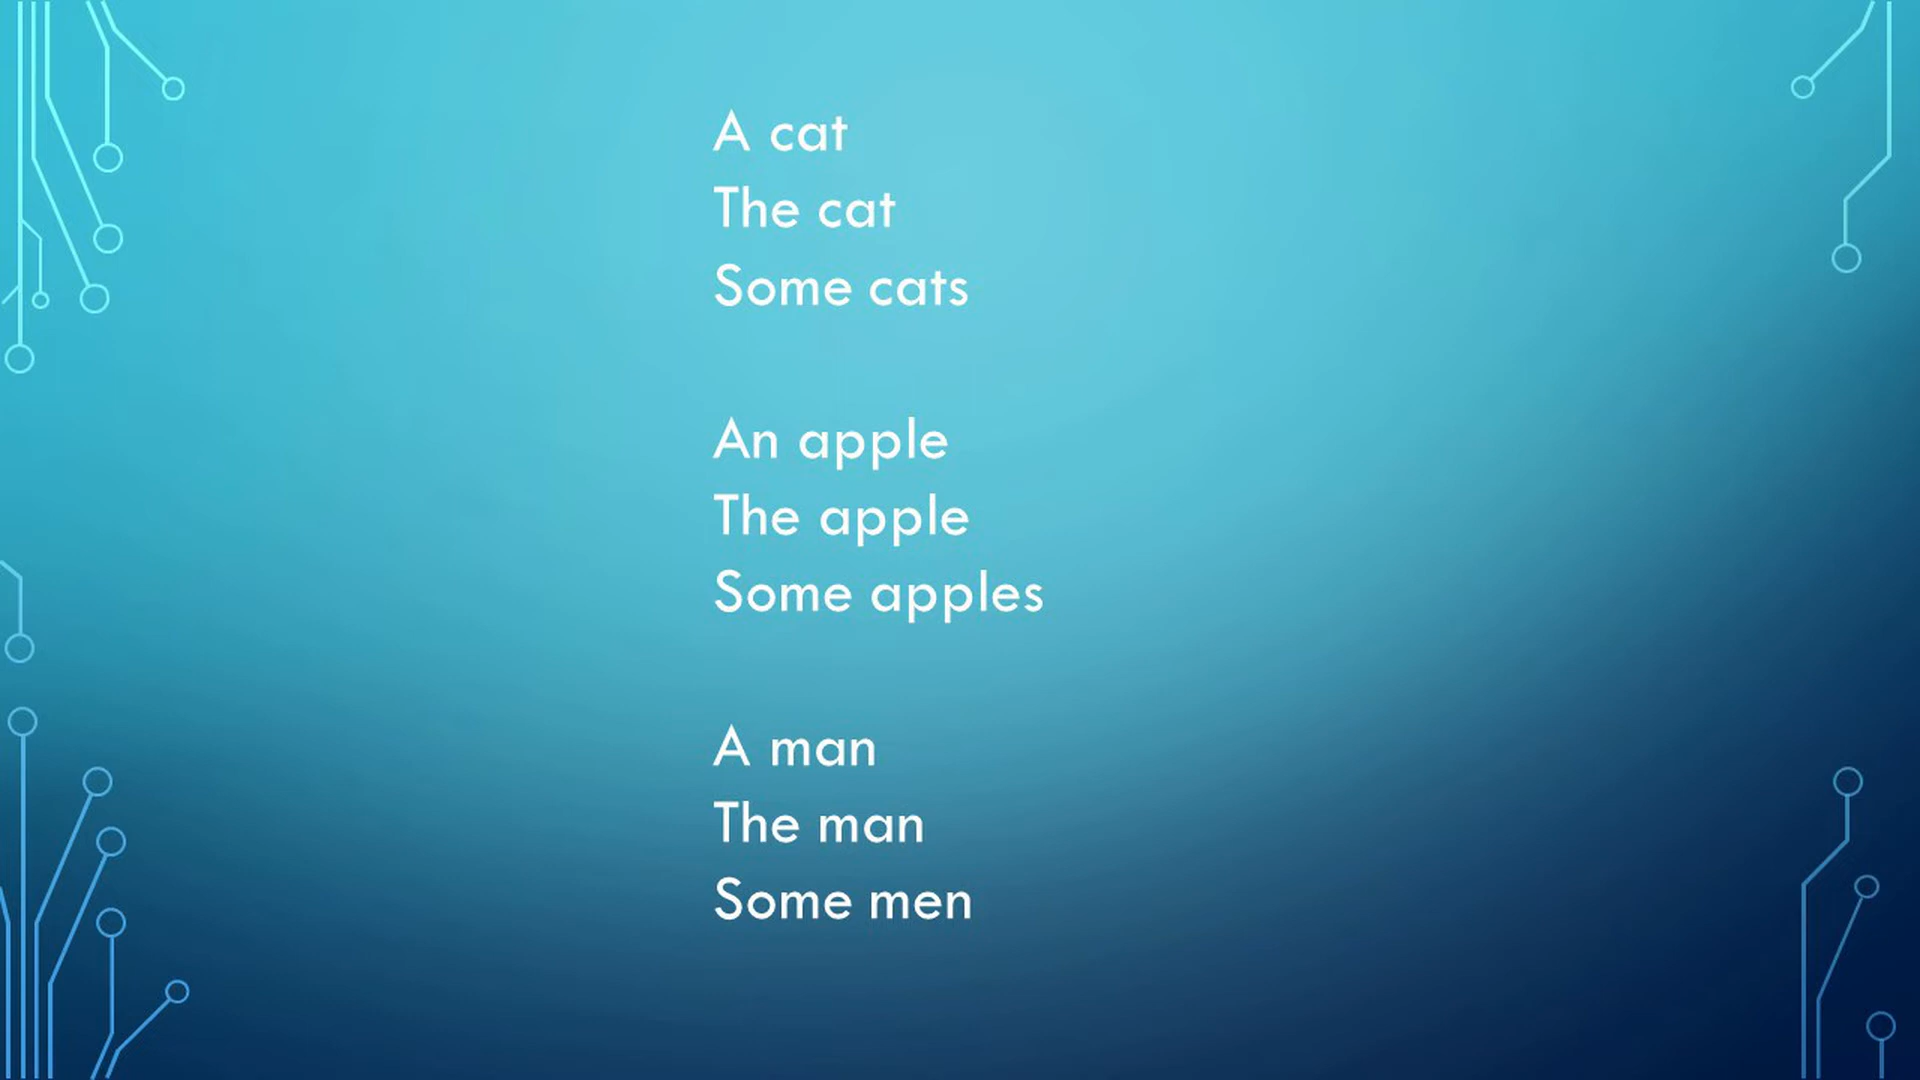 A cat
The cat
Some cats
An apple
The apple
Some apples
A man
The man
Some men